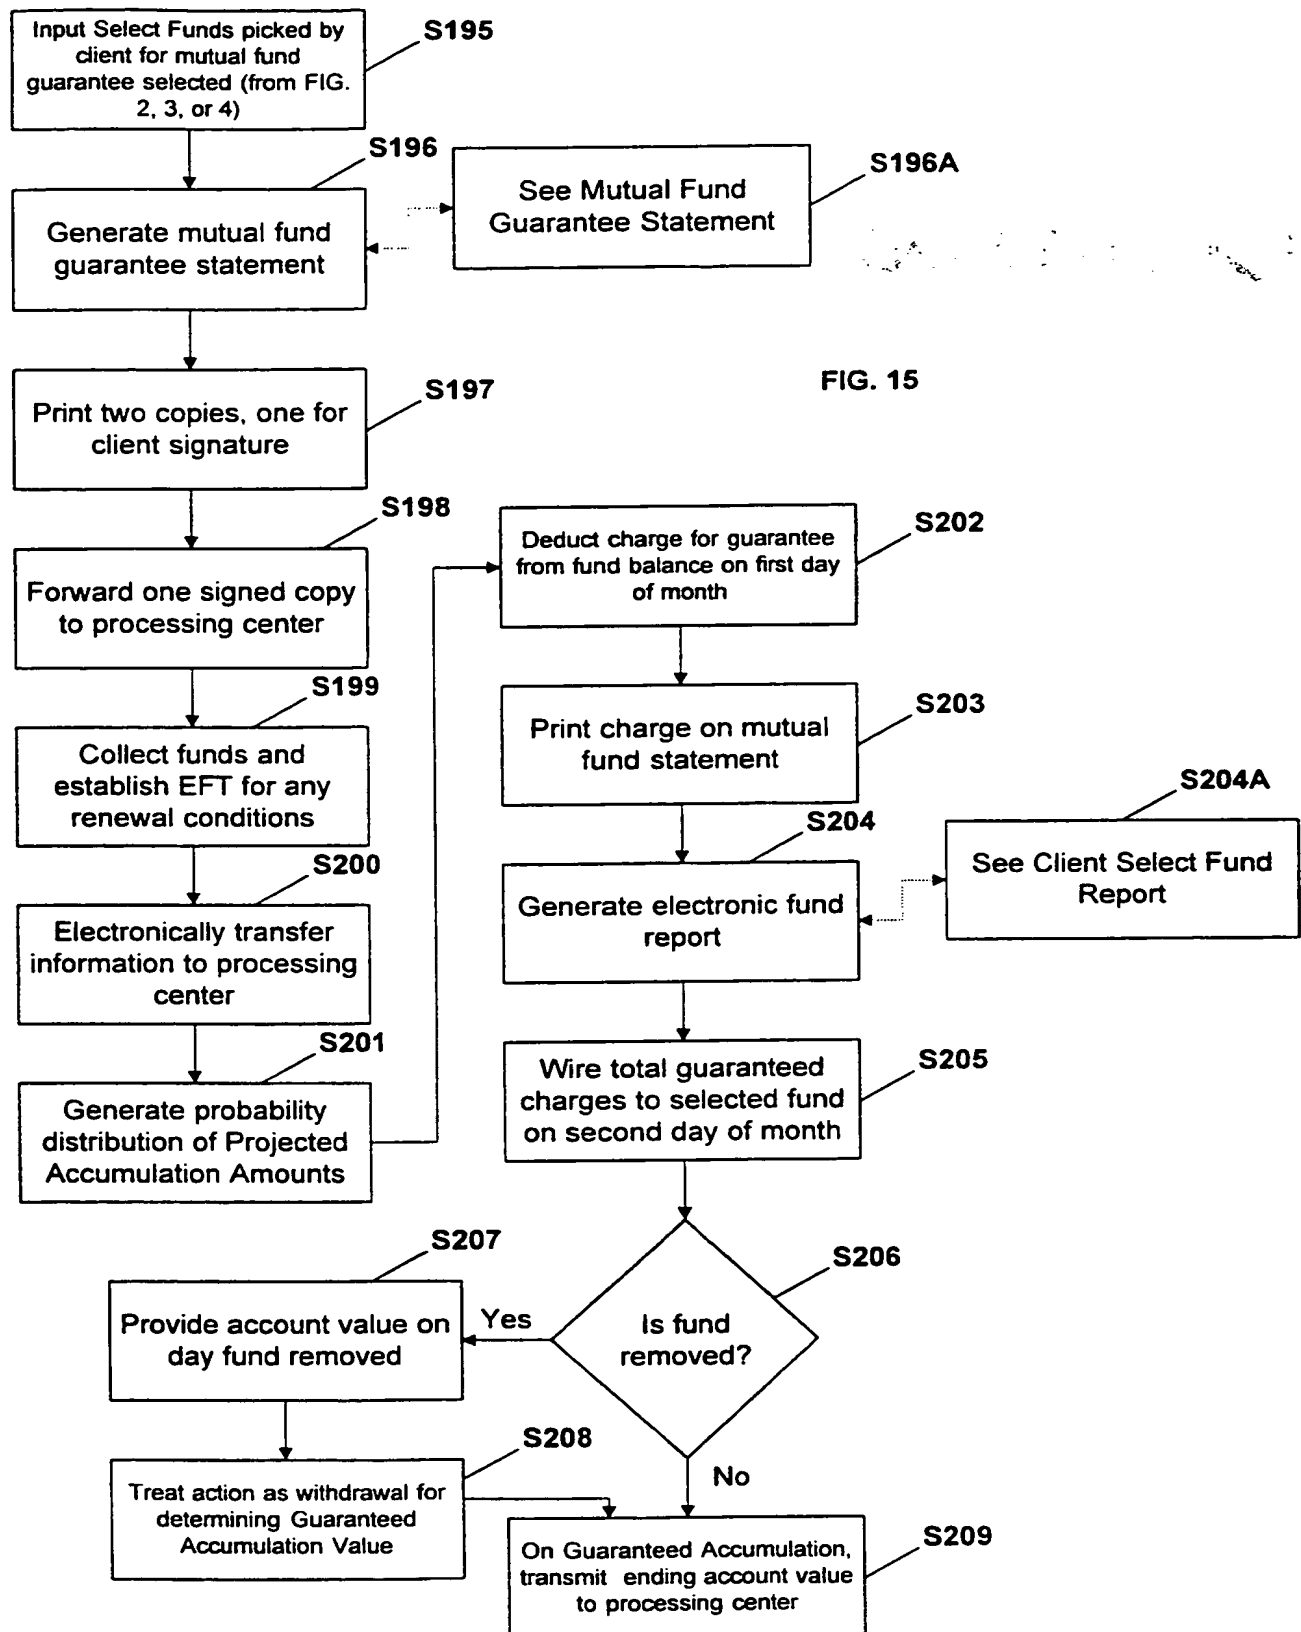 Input Select Funds picked by
client for mutual fund
guarantee selected (from FIG.
2, 3, or 4)
S195
S196
Generate mutual fund
guarantee statement
See Mutual Fund
Guarantee Statement
S196A
FIG. 15
S197
Print two copies, one for
client signature
S198
Forward one signed copy
to processing center
S199
Collect funds and
establish EFT for any
renewal conditions
S200
Electronically transfer
information to processing
center
S201
Generate probability
distribution of Projected
Accumulation Amounts
S202
Deduct charge for guarantee
from fund balance on first day
of month
S203
Print charge on mutual
fund statement
S204
Generate electronic fund
report
S204A
See Client Select Fund
Report
S205
Wire total guaranteed
charges to selected fund
on second day of month
S206
Is fund
removed?
Yes
No
S207
Provide account value on
day fund removed
S208
Treat action as withdrawal for
determining Guaranteed
Accumulation Value
S209
On Guaranteed Accumulation,
transmit ending account value
to processing center